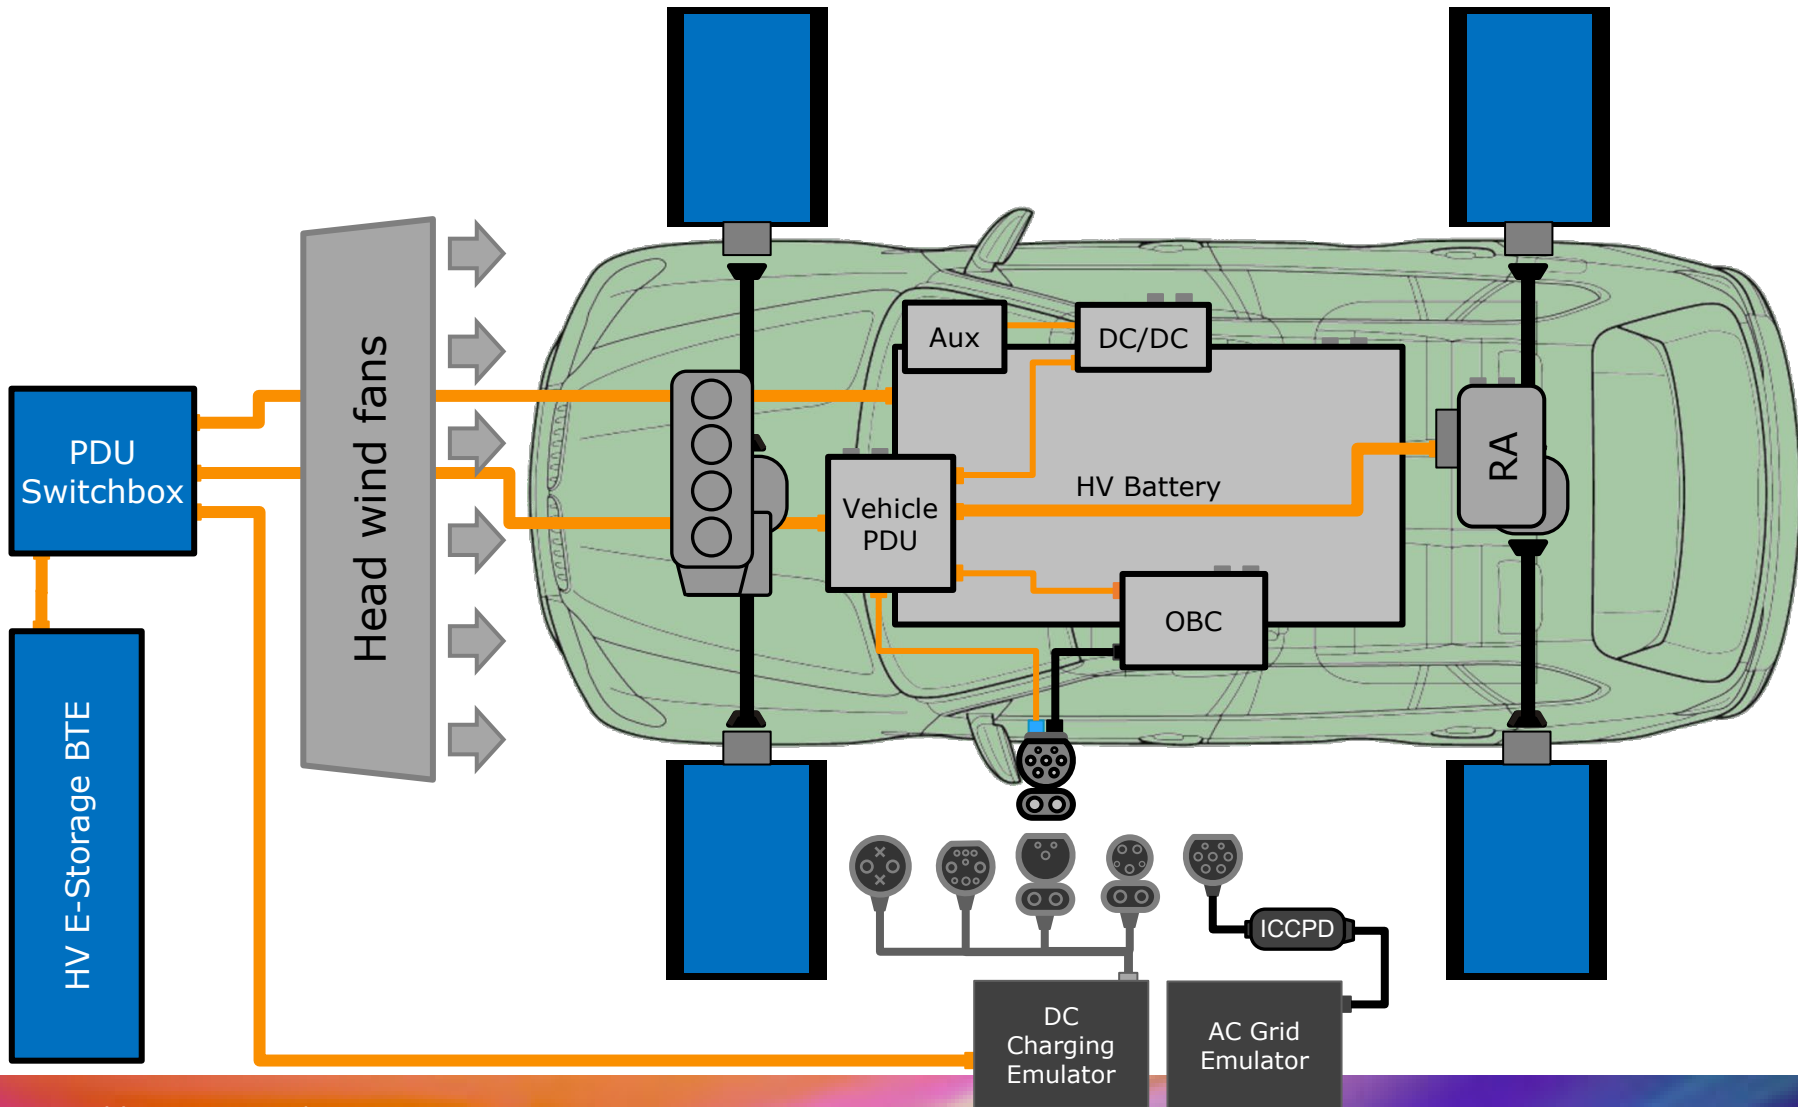 Head wind fans
Aux
DC/DC
PDU
Switchbox
RA
HV Battery
Vehicle
PDU
OBC
HV E-Storage BTE
ICCPD
DC
Charging
Emulator
AC Grid
Emulator